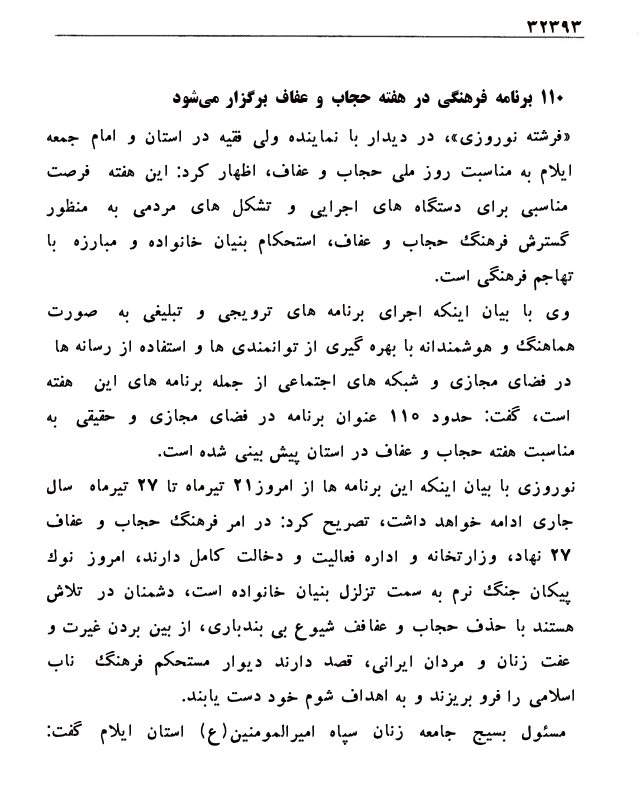 ۳۲۳۹۳
۱۱۰ برنامه فرهنگی در هفته حجاب و عفاف برگزار می‌شود
«فرشته نوروزی»، در دیدار با نماینده ولی فقیه در استان و امام جمعه
ایلام به مناسبت روز ملی حجاب و عفاف، اظهار کرد: این هفته فرصت
مناسبی برای دستگاه های اجرایی و تشکل های مردمی به منظور
گسترش فرهنگ حجاب و عفاف، استحکام بنیان خانواده و مبارزه با
تهاجم فرهنگی است.
وی با بیان اینکه اجرای برنامه های ترویجی و تبلیغی به صورت
هماهنگ و هوشمندانه با بهره گیری از توانمندی ها و استفاده از رسانه ها
در فضای مجازی و شبکه های اجتماعی از جمله برنامه های این هفته
است، گفت: حدود ۱۱۰ عنوان برنامه در فضای مجازی و حقیقی به
مناسبت هفته حجاب و عفاف در استان پیش بینی شده است.
نوروزی با بیان اینکه این برنامه ها از امروز۲۱ تیرماه تا ۲۷ تیرماه سال
جاری ادامه خواهد داشت، تصریح کرد: در امر فرهنگ حجاب و عفاف
۲۷ نهاد، وزارتخانه و اداره فعالیت و دخالت کامل دارند، امروز نوک
پیکان جنگ نرم به سمت تزلزل بنیان خانواده است، دشمنان در تلاش
هستند با حذف حجاب و عفافف شیوع بی بندباری، از بین بردن غیرت و
عفت زنان و مردان ایرانی، قصد دارند دیوار مستحکم فرهنگ ناب
اسلامی را فرو بریزند و به اهداف شوم خود دست یابند.
مسئول بسیج جامعه زنان سپاه امیرالمومنین(ع) استان ایلام گفت: